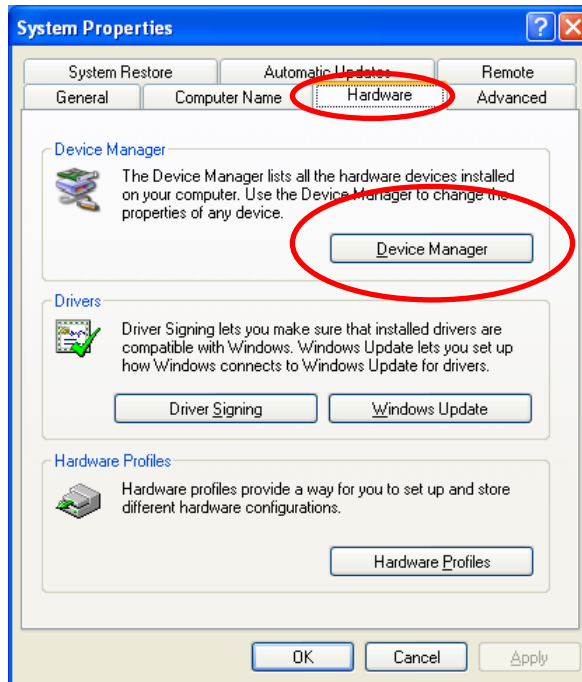 System Properties
System Restore Automatic Updates Remote
General Computer Name Hardware Advanced
Device Manager
The Device Manager lists all the hardware devices installed
on your computer. Use the Device Manager to change the
properties of any device.
Device Manager
Drivers
Driver Signing lets you make sure that installed drivers are
compatible with Windows. Windows Update lets you set up
how Windows connects to Windows Update for drivers.
Driver Signing Windows Update
Hardware Profiles
Hardware profiles provide a way for you to set up and store
different hardware configurations.
Hardware Profiles
OK Cancel Apply